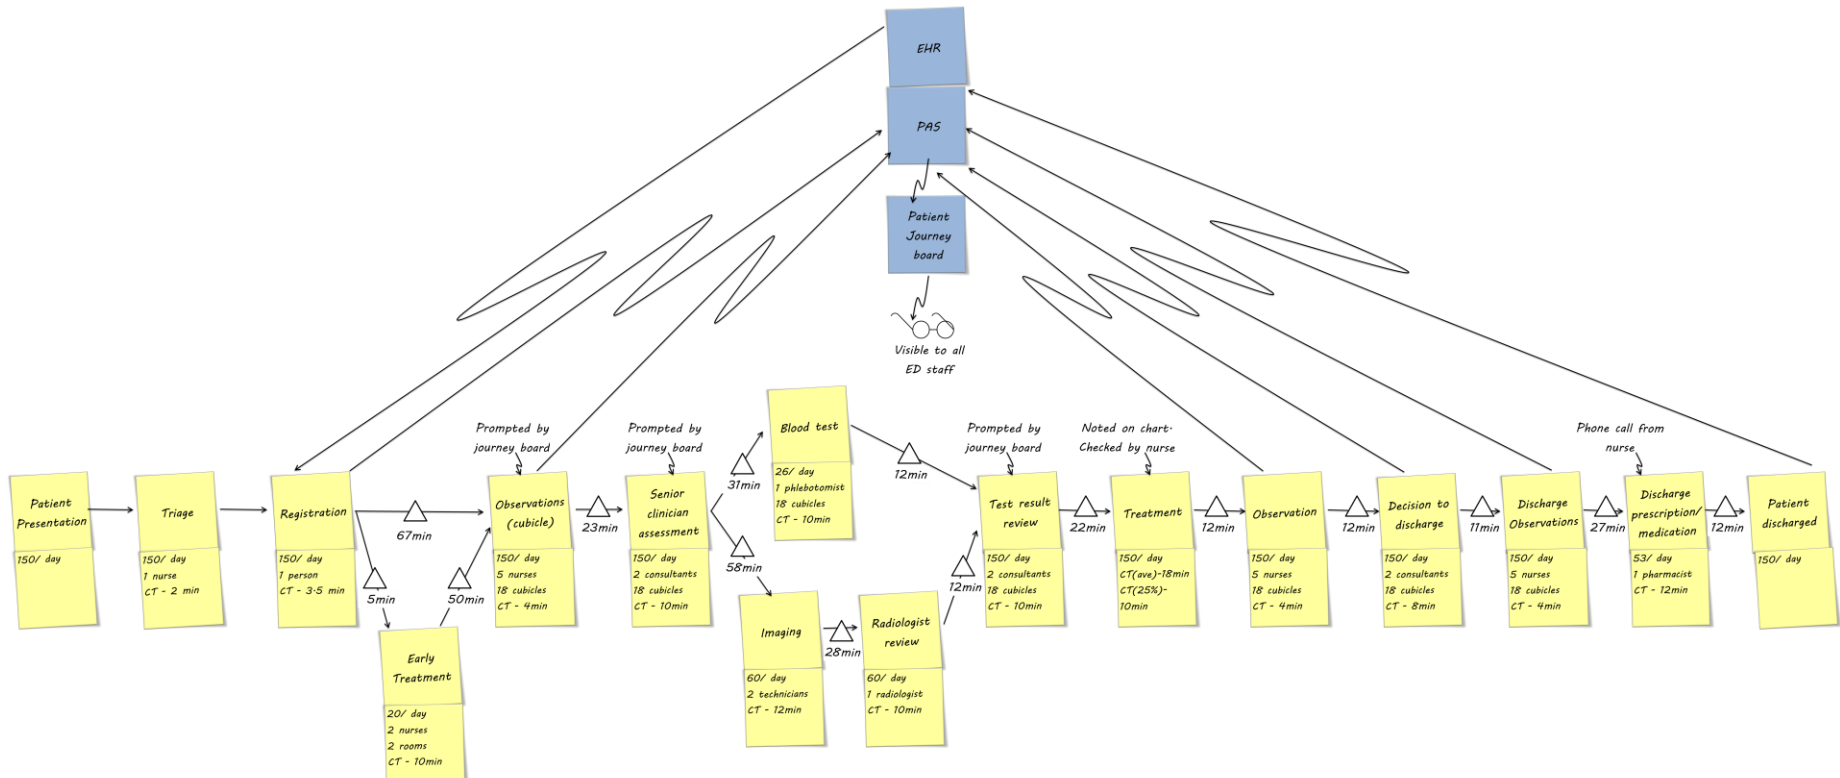 EHR
PAS
Patient
Journey
board
Visible to all
ED staff
Patient
Presentation
150/ day
Triage
150/ day
1 nurse
CT - 2 min
Registration
150/ day
1 person
CT - 3.5 min
67min
5min
50min
Early
Treatment
20/ day
2 nurses
2 rooms
CT - 10min
Prompted by
journey board
Observations
(cubicle)
150/ day
5 nurses
18 cubicles
CT - 4min
23min
Prompted by
journey board
Senior
clinician
assessment
150/ day
2 consultants
18 cubicles
CT - 10min
31min
58min
Blood test
26/ day
1 phlebotomist
18 cubicles
CT - 10min
12min
Imaging
60/ day
2 technicians
CT - 12min
28min
Radiologist
review
60/ day
1 radiologist
CT - 10min
12min
Prompted by
journey board
Test result
review
150/ day
2 consultants
18 cubicles
CT - 10min
22min
Noted on chart.
Checked by nurse
Treatment
150/ day
CT(ave)-18min
CT(25%)-
10min
12min
Observation
150/ day
5 nurses
18 cubicles
CT - 4min
12min
Decision to
discharge
150/ day
2 consultants
18 cubicles
CT - 8min
11min
Discharge
Observations
150/ day
5 nurses
18 cubicles
CT - 4min
27min
Phone call from
nurse
Discharge
prescription/
medication
53/ day
1 pharmacist
CT - 12min
12min
Patient
discharged
150/ day